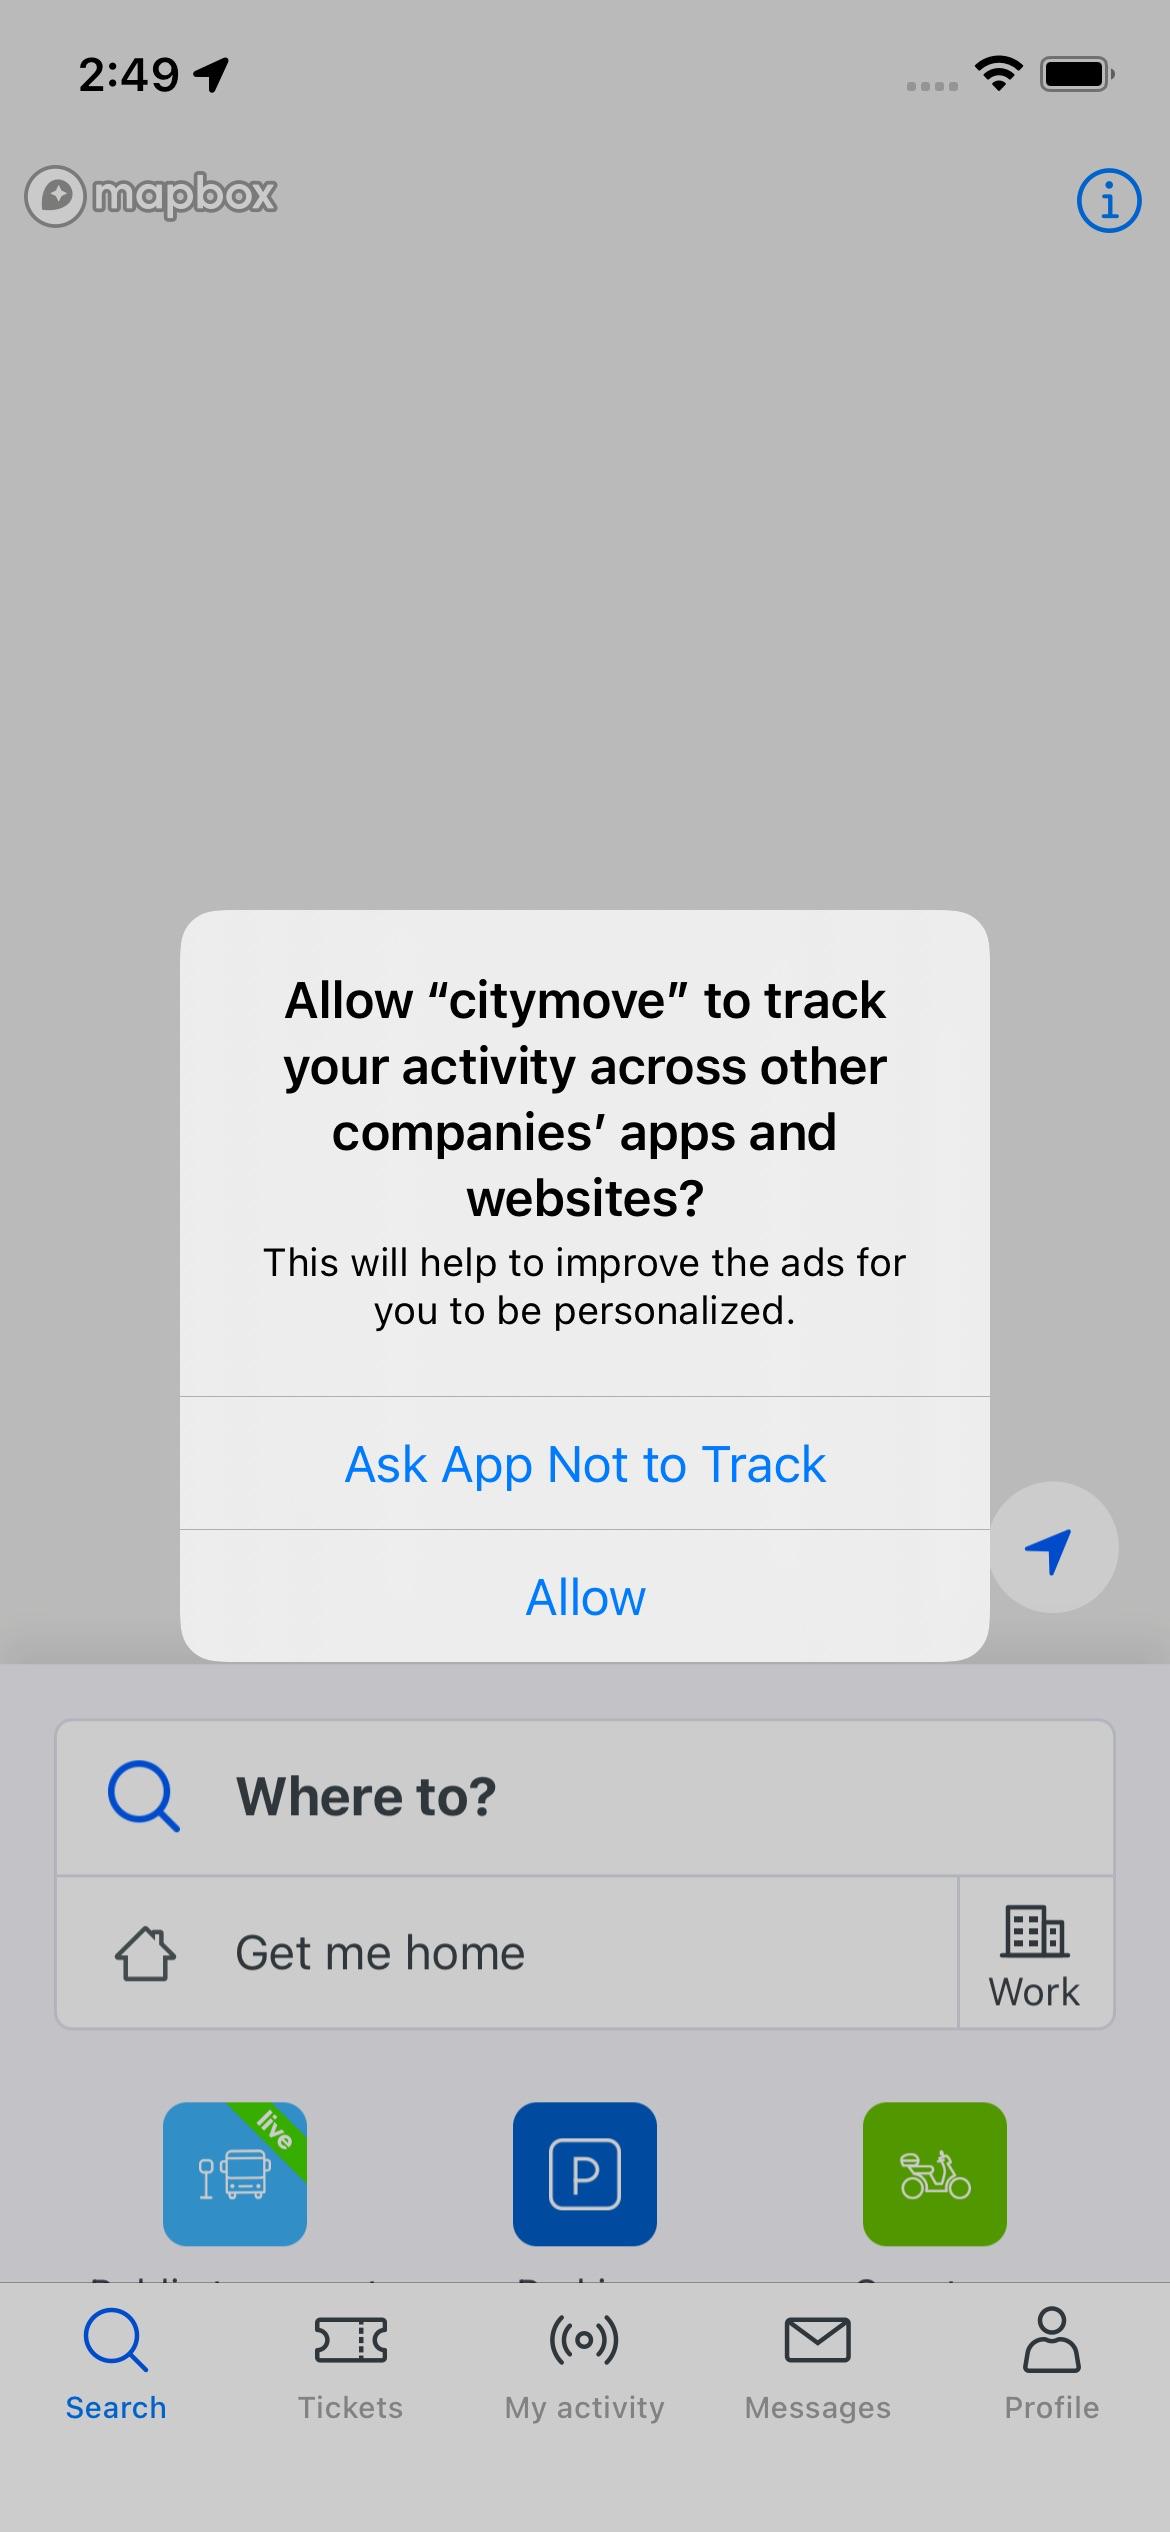 2:49
mapbox
Allow “citymove” to track
your activity across other
companies’ apps and
websites?
This will help to improve the ads for
you to be personalized.
Ask App Not to Track
Allow
Where to?
Get me home
Work
live
P
Search
Tickets
My activity
Messages
Profile